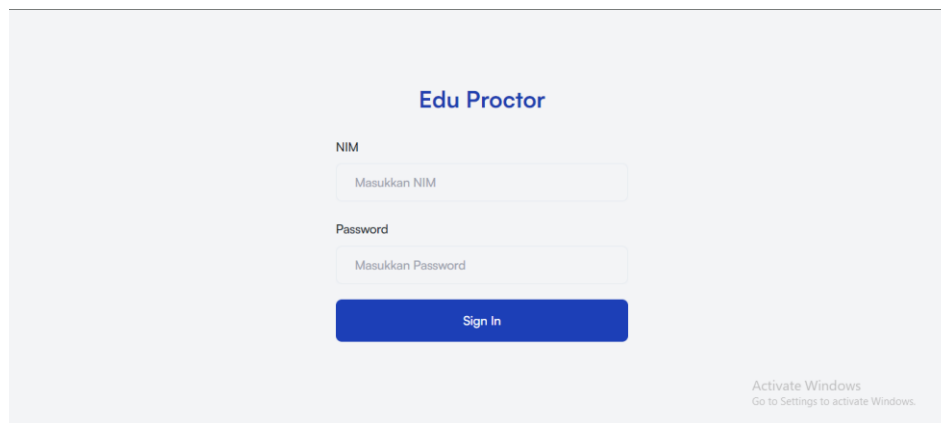 Edu Proctor
NIM
Masukkan NIM
Password
Masukkan Password
Sign In
Activate Windows
Go to Settings to activate Windows.